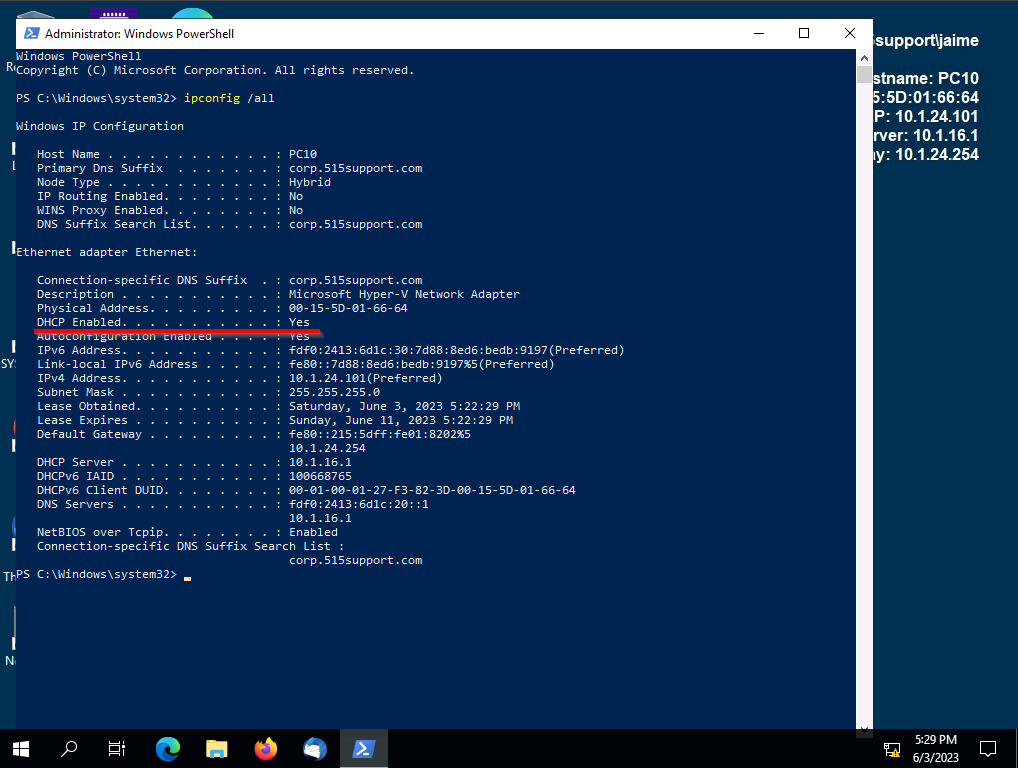 Administrator: Windows PowerShell
Windows PowerShell
Copyright (C) Microsoft Corporation. All rights reserved.
PS C:\Windows\system32> ipconfig /all
Windows IP Configuration
Host Name . . . . . . . . . . . . : PC10
Primary Dns Suffix  . . . . . . . : corp.515support.com
Node Type . . . . . . . . . . . . : Hybrid
IP Routing Enabled. . . . . . . . : No
WINS Proxy Enabled. . . . . . . . : No
DNS Suffix Search List. . . . . . : corp.515support.com
Ethernet adapter Ethernet:
Connection-specific DNS Suffix  . : corp.515support.com
Description . . . . . . . . . . . : Microsoft Hyper-V Network Adapter
Physical Address. . . . . . . . . : 00-15-5D-01-66-64
DHCP Enabled. . . . . . . . . . . : Yes
Autoconfiguration Enabled . . . . : Yes
IPv6 Address. . . . . . . . . . . : fdf0:2413:6d1c:30:7d88:8ed6:bedb:9197(Preferred)
Link-local IPv6 Address . . . . . : fe80::7d88:8ed6:bedb:9197%5(Preferred)
IPv4 Address. . . . . . . . . . . : 10.1.24.101(Preferred)
Subnet Mask . . . . . . . . . . . : 255.255.255.0
Lease Obtained. . . . . . . . . . : Saturday, June 3, 2023 5:22:29 PM
Lease Expires . . . . . . . . . . : Sunday, June 11, 2023 5:22:29 PM
Default Gateway . . . . . . . . . : fe80::215:5dff:fe01:8202%5
10.1.24.254
DHCP Server . . . . . . . . . . . : 10.1.16.1
DHCPv6 IAID . . . . . . . . . . . : 100668765
DHCPv6 Client DUID. . . . . . . . : 00-01-00-01-27-F3-82-3D-00-15-5D-01-66-64
DNS Servers . . . . . . . . . . . : fdf0:2413:6d1c:20::1
10.1.16.1
NetBIOS over Tcpip. . . . . . . . : Enabled
Connection-specific DNS Suffix Search List :
corp.515support.com
PS C:\Windows\system32>
support\jaime
stname: PC10
5:5D:01:66:64
P: 10.1.24.101
rver: 10.1.16.1
y: 10.1.24.254
5:29 PM
6/3/2023